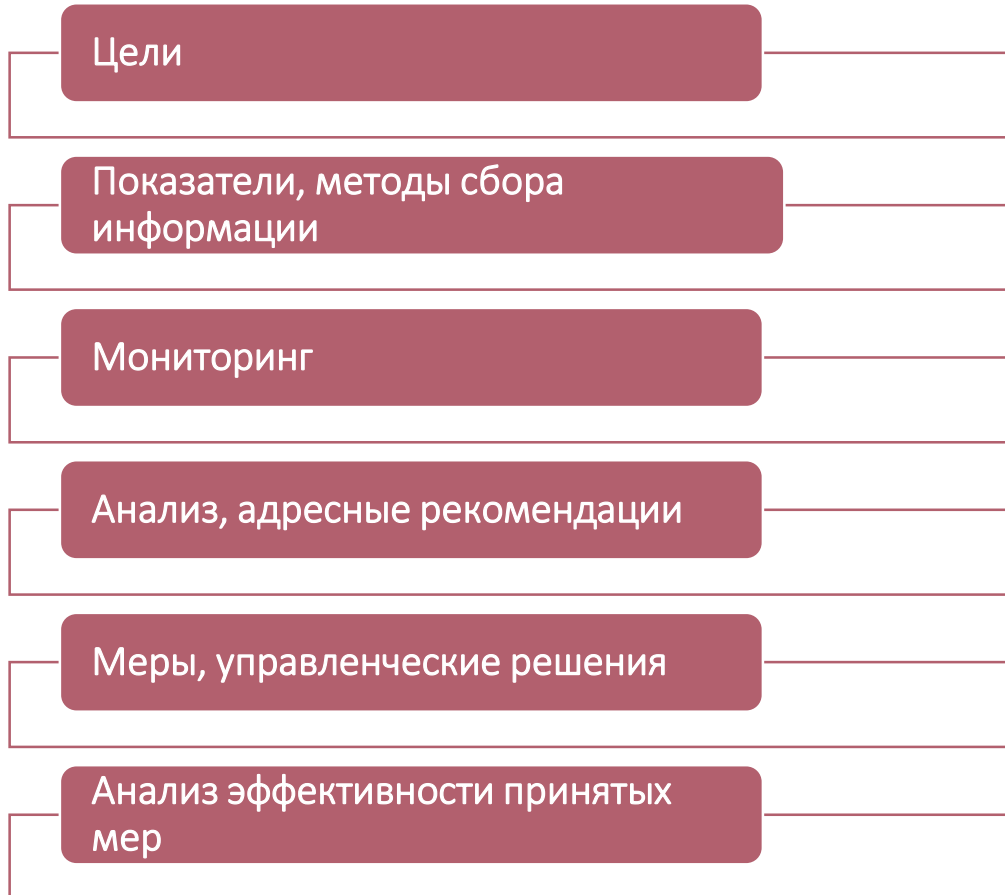 Цели
Показатели, методы сбора
информации
Мониторинг
Анализ, адресные рекомендации
Меры, управленческие решения
Анализ эффективности принятых
мер